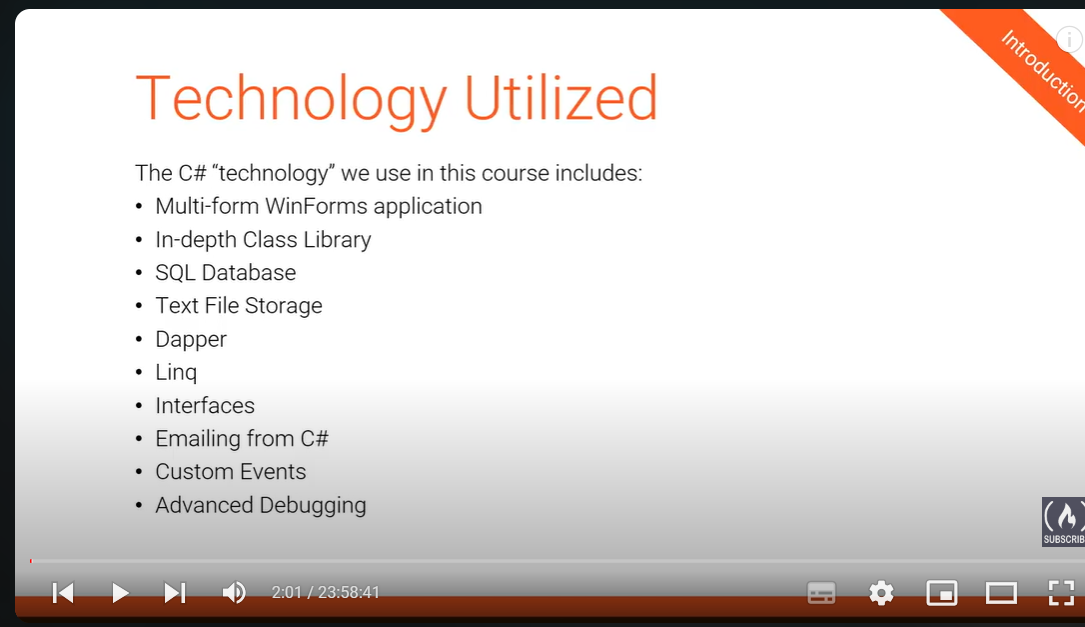 Introduction
Technology Utilized
The C# “technology” we use in this course includes:
• Multi-form WinForms application
• In-depth Class Library
• SQL Database
• Text File Storage
• Dapper
• Linq
• Interfaces
• Emailing from C#
• Custom Events
• Advanced Debugging
SUBSCRIB
2:01 / 23:58:41